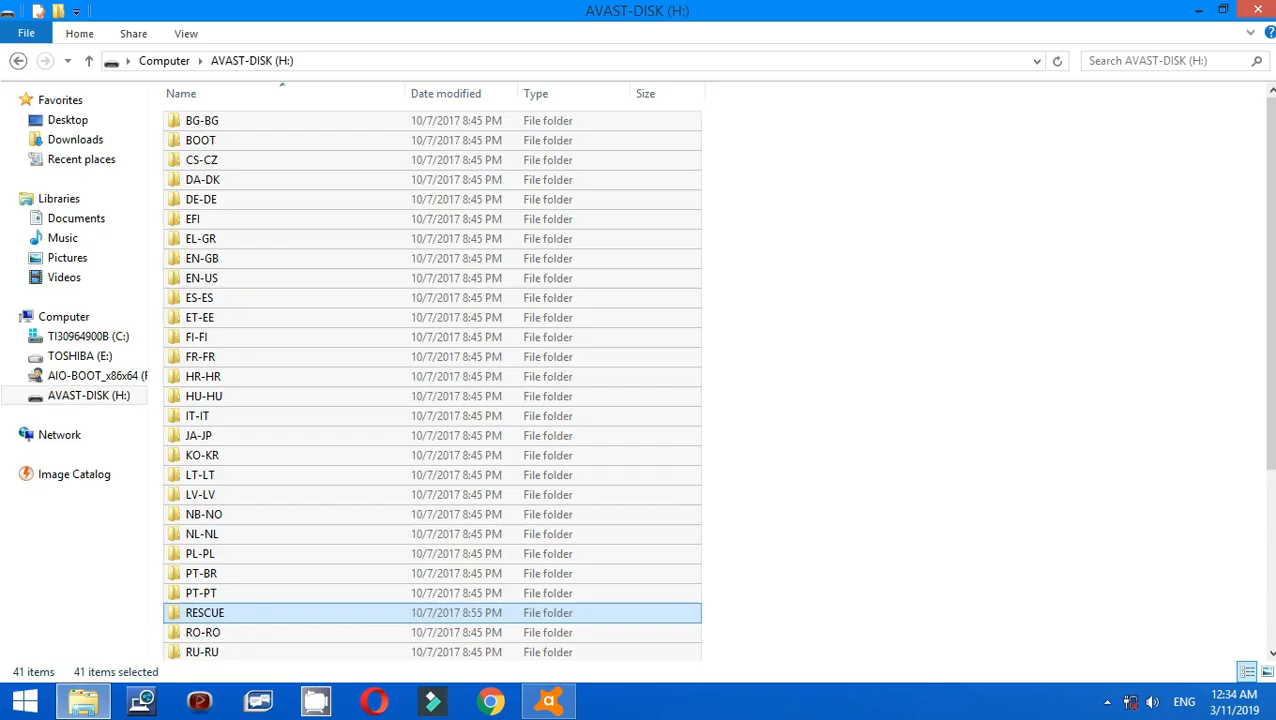 AVAST-DISK (H:)
File Home Share View
Computer AVAST-DISK (H:) Search AVAST-DISK (H:)
Name Date modified Type Size
Favorites
Desktop
Downloads
Recent places
Libraries
Documents
Music
Pictures
Videos
Computer
TI30964900B (C:)
TOSHIBA (E:)
AIO-BOOT_x86x64 (
AVAST-DISK (H:)
Network
Image Catalog
BG-BG 10/7/2017 8:45 PM File folder
BOOT 10/7/2017 8:45 PM File folder
CS-CZ 10/7/2017 8:45 PM File folder
DA-DK 10/7/2017 8:45 PM File folder
DE-DE 10/7/2017 8:45 PM File folder
EFI 10/7/2017 8:45 PM File folder
EL-GR 10/7/2017 8:45 PM File folder
EN-GB 10/7/2017 8:45 PM File folder
EN-US 10/7/2017 8:45 PM File folder
ES-ES 10/7/2017 8:45 PM File folder
ET-EE 10/7/2017 8:45 PM File folder
FI-FI 10/7/2017 8:45 PM File folder
FR-FR 10/7/2017 8:45 PM File folder
HR-HR 10/7/2017 8:45 PM File folder
HU-HU 10/7/2017 8:45 PM File folder
IT-IT 10/7/2017 8:45 PM File folder
JA-JP 10/7/2017 8:45 PM File folder
KO-KR 10/7/2017 8:45 PM File folder
LT-LT 10/7/2017 8:45 PM File folder
LV-LV 10/7/2017 8:45 PM File folder
NB-NO 10/7/2017 8:45 PM File folder
NL-NL 10/7/2017 8:45 PM File folder
PL-PL 10/7/2017 8:45 PM File folder
PT-BR 10/7/2017 8:45 PM File folder
PT-PT 10/7/2017 8:45 PM File folder
RESCUE 10/7/2017 8:55 PM File folder
RO-RO 10/7/2017 8:45 PM File folder
RU-RU 10/7/2017 8:45 PM File folder
41 items 41 items selected
ENG
12:34 AM
3/11/2019